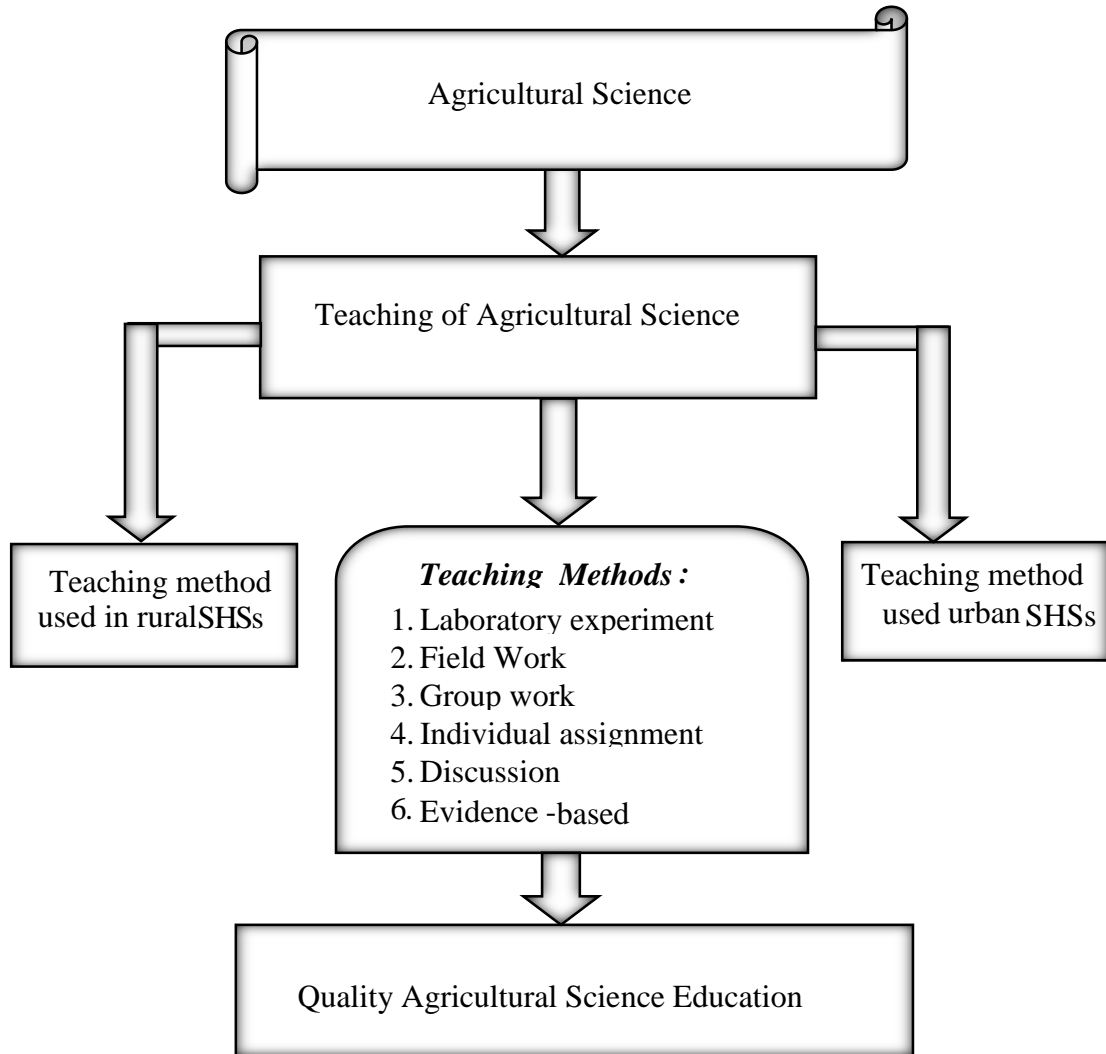 Agricultural Science
Teaching of Agricultural Science
Teaching method
used in rural SHSs
Teaching Methods :
1. Laboratory experiment
2. Field Work
3. Group work
4. Individual assignment
5. Discussion
6. Evidence -based
Teaching method
used urban SHSs
Quality Agricultural Science Education